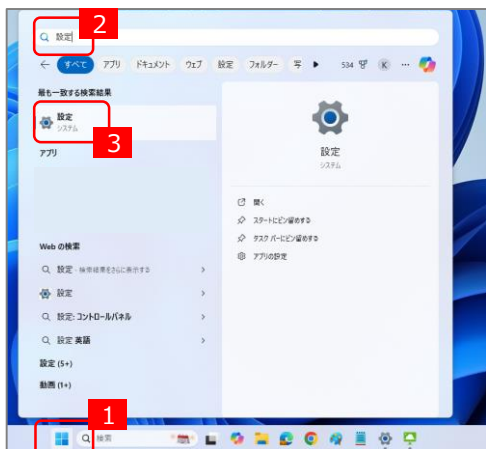 2
設定
すべて アプリ ドキュメント ウェブ 設定 フォルダー 写 534 K ...
最も一致する検索結果
設定
システム
3
アプリ
設定
システム
開く
スタートにピン留めする
タスク バーにピン留めする
アプリの設定
Web の検索
設定 - 検索結果をさらに表示する
設定
設定: コントロールパネル
設定 英語
設定 (5+)
動画 (1+)
1
検索